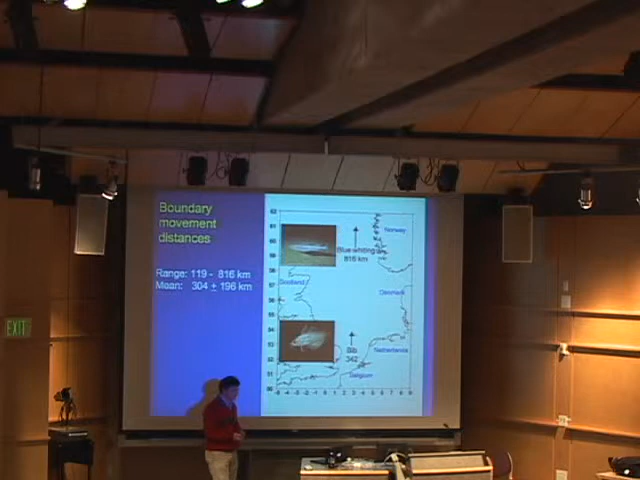 Boundary
movement
distances
Range: 119 - 816 km
Mean: 304 ± 196 km
Norway
Blue whiting
816 km
Scotland
Denmark
Bib
342
Netherlands
Belgium
EXIT